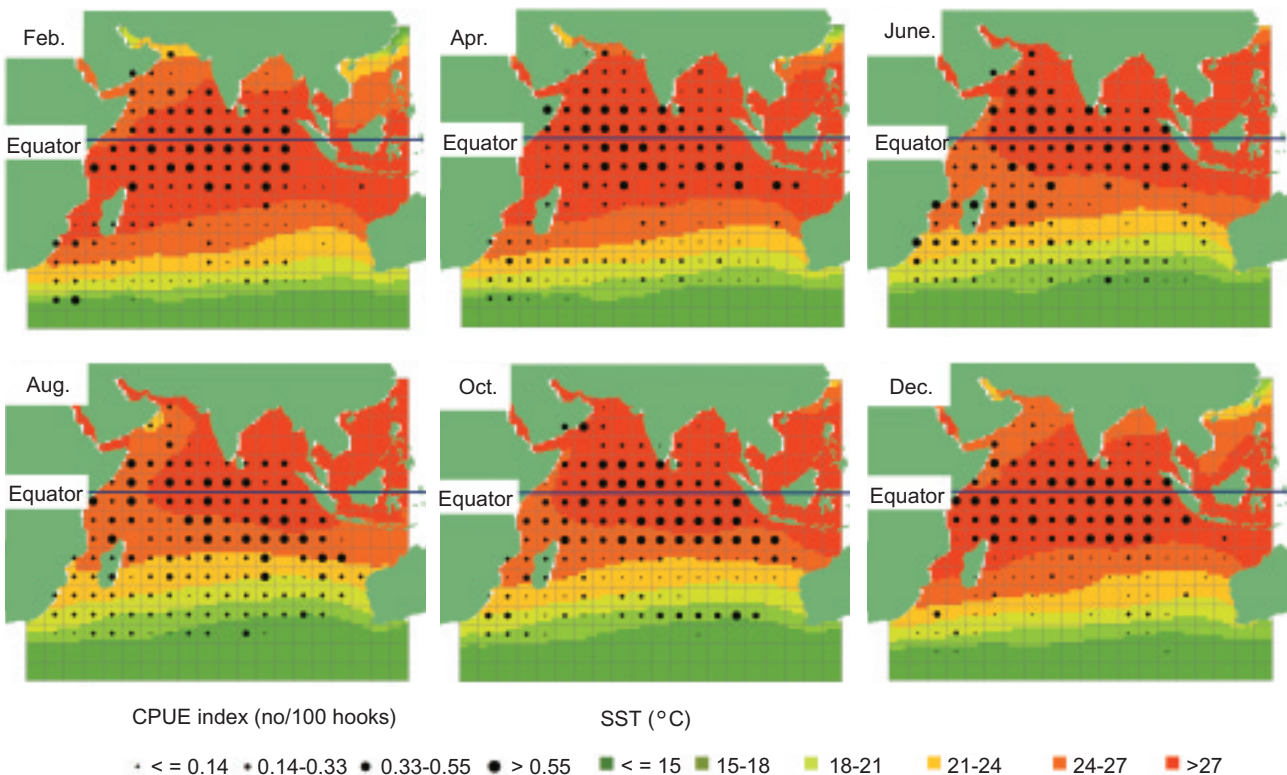 Feb.
Apr.
June.
Equator
Equator
Equator
Aug.
Oct.
Dec.
Equator
Equator
Equator
CPUE index (no/100 hooks)
SST (°C)
< = 0.14
0.14-0.33
0.33-0.55
> 0.55
< = 15
15-18
18-21
21-24
24-27
>27